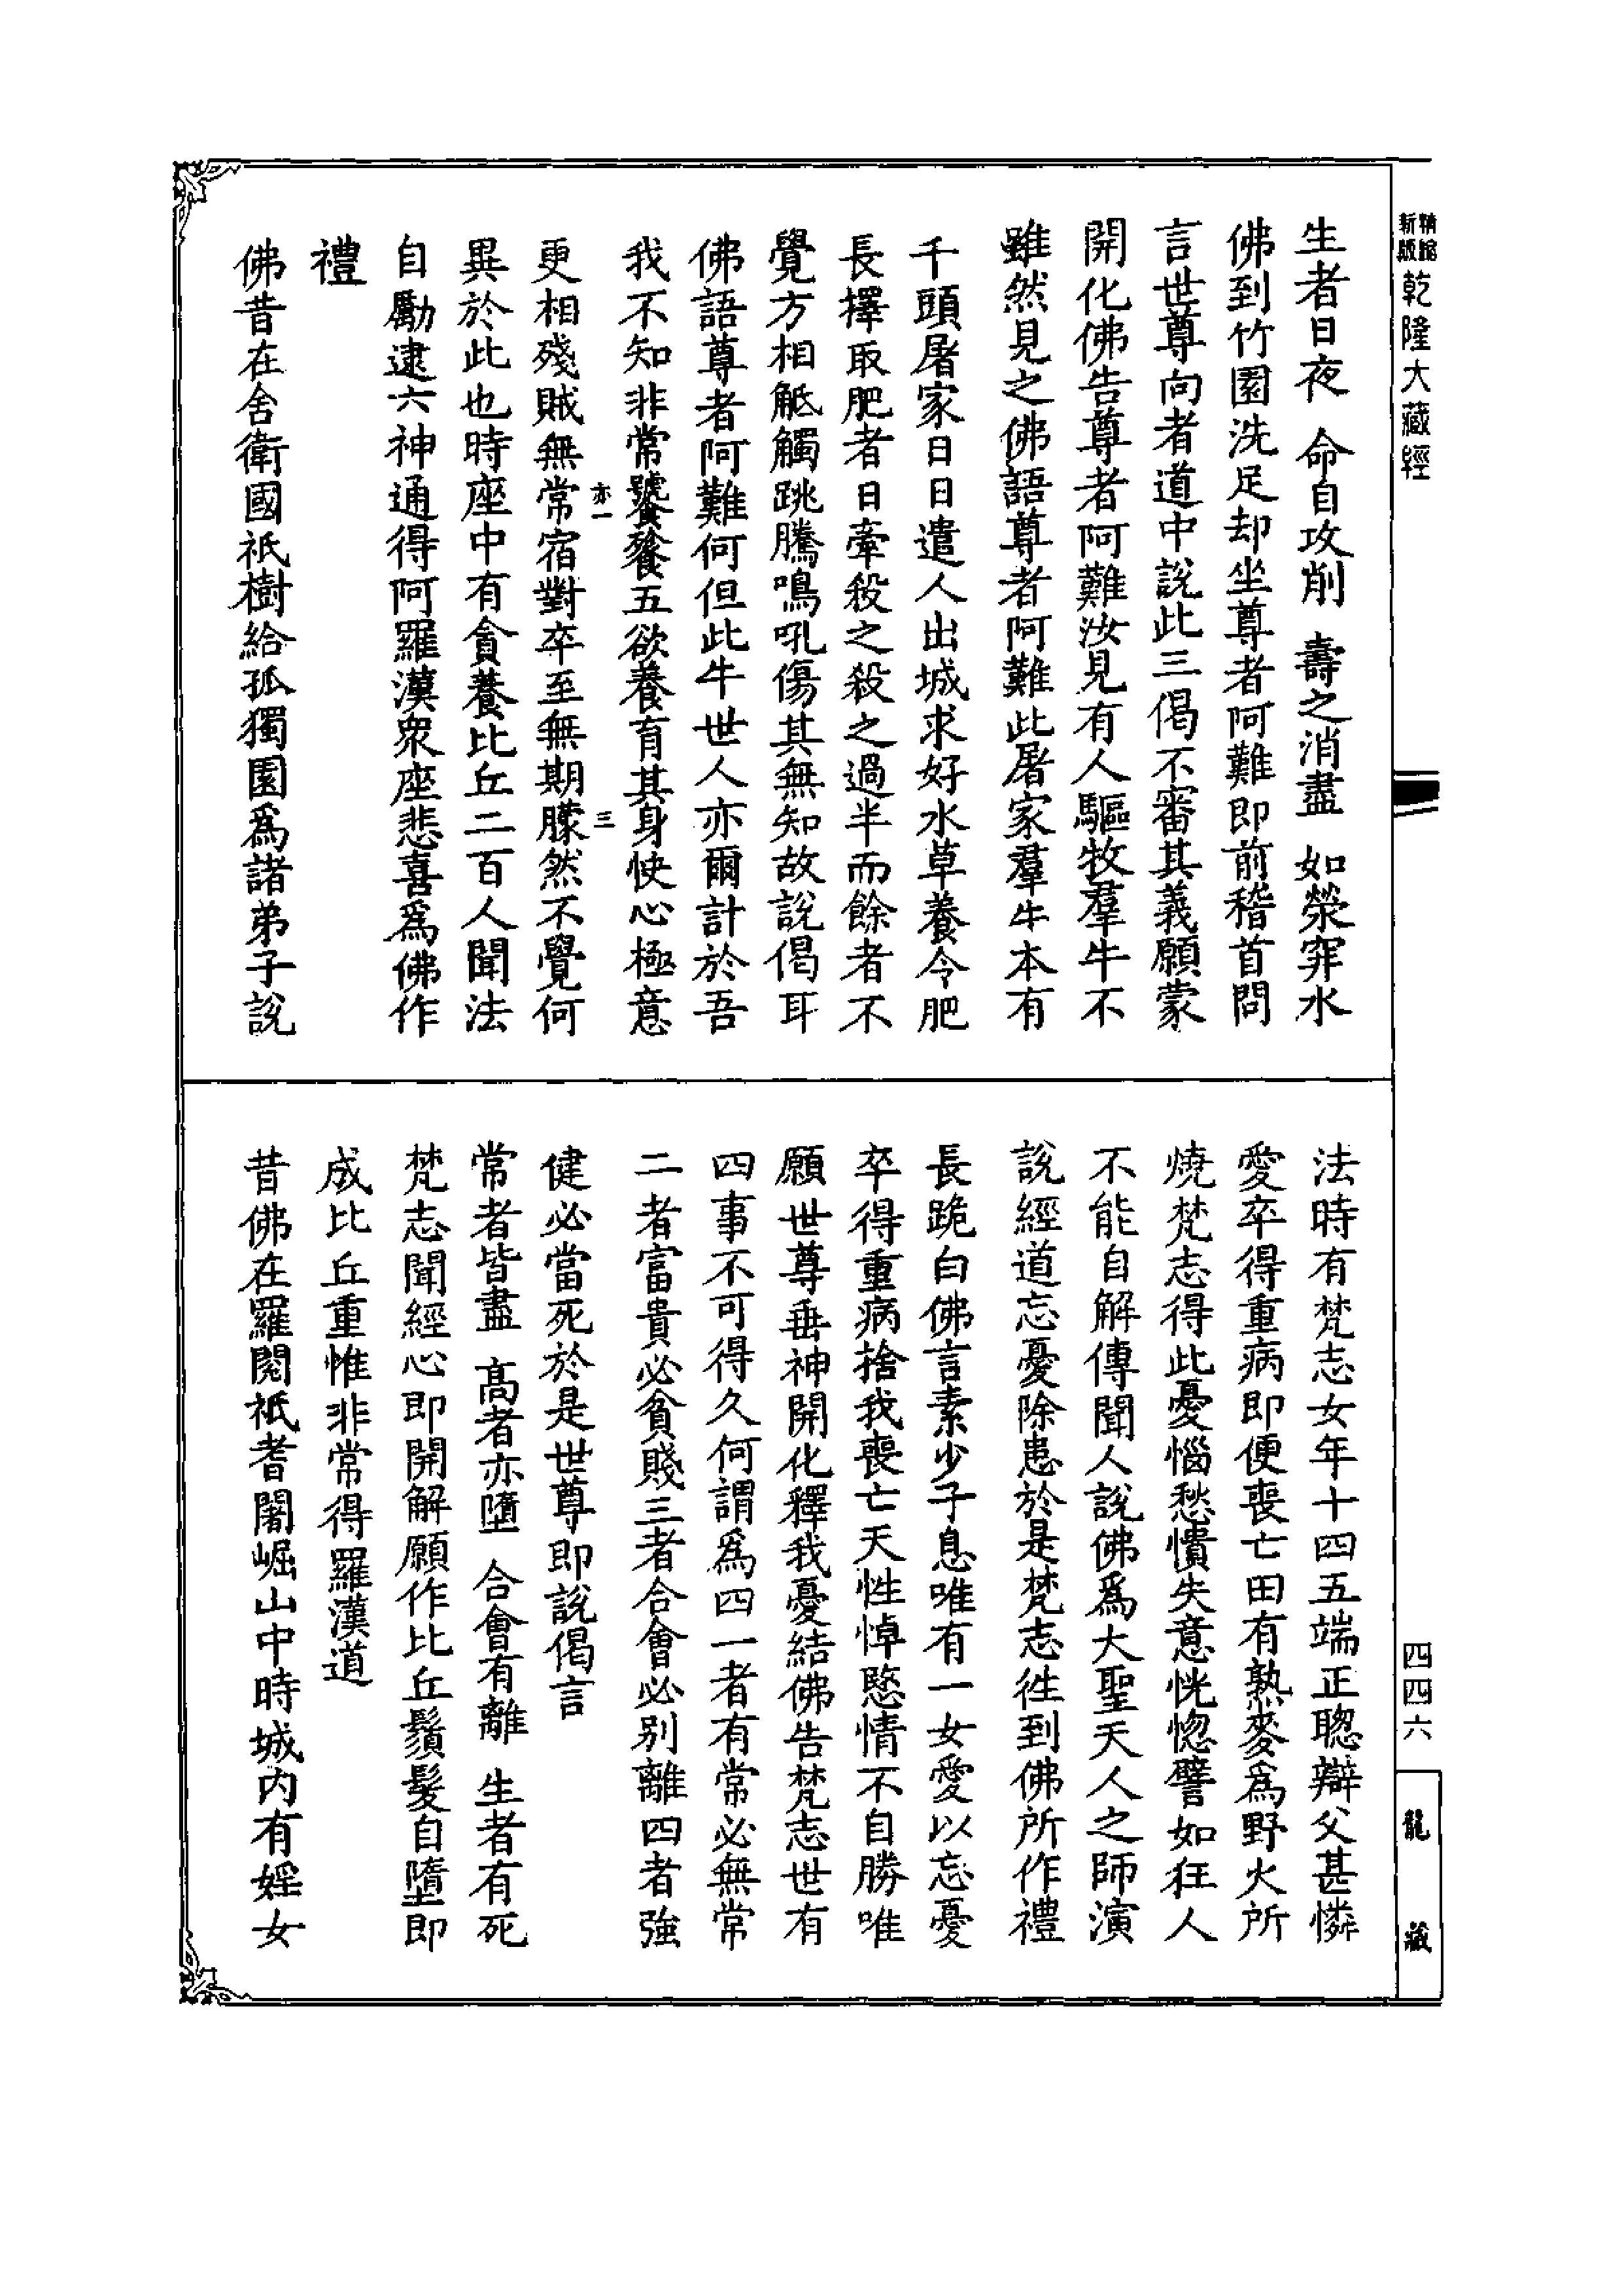 精縮新版乾隆大藏經
生者日夜 命自攻削 壽之消盡 如滎穽水
佛到竹園洗足却坐尊者阿難即前稽首問
言世尊向者道中說此三偈不審其義願蒙
開化佛告尊者阿難汝見有人驅牧羣牛不
雖然見之佛語尊者阿難此屠家羣牛本有
千頭屠家日日遣人出城求好水草養令肥
長擇取肥者日牽殺之殺之過半而餘者不
覺方相觝觸跳騰鳴吼傷其無知故說偈耳
佛語尊者阿難何但此牛世人亦爾計於吾
我不知非常饕餮五欲養育其身快心極意
亦一 三
更相殘賊無常宿對卒至無期矇然不覺何
異於此也時座中有貪養比丘二百人聞法
自勵逮六神通得阿羅漢衆座悲喜爲佛作
禮
佛昔在舍衛國祇樹給孤獨園爲諸弟子說
法時有梵志女年十四五端正聰辯父甚憐
愛卒得重病即便喪亡田有熟麥爲野火所
燒梵志得此憂惱愁憒失意恍惚譬如狂人
不能自解傳聞人說佛爲大聖天人之師演
說經道忘憂除患於是梵志往到佛所作禮
長跪白佛言素少子息唯有一女愛以忘憂
卒得重病捨我喪亡天性悼愍情不自勝唯
願世尊垂神開化釋我憂結佛告梵志世有
四事不可得久何謂爲四一者有常必無常
二者富貴必貧賤三者合會必别離四者強
健必當死於是世尊即說偈言
常者皆盡 高者亦墮 合會有離 生者有死
梵志聞經心即開解願作比丘鬚髮自墮即
成比丘重惟非常得羅漢道
昔佛在羅閱祇耆闍崛山中時城内有婬女
四四六
龍藏